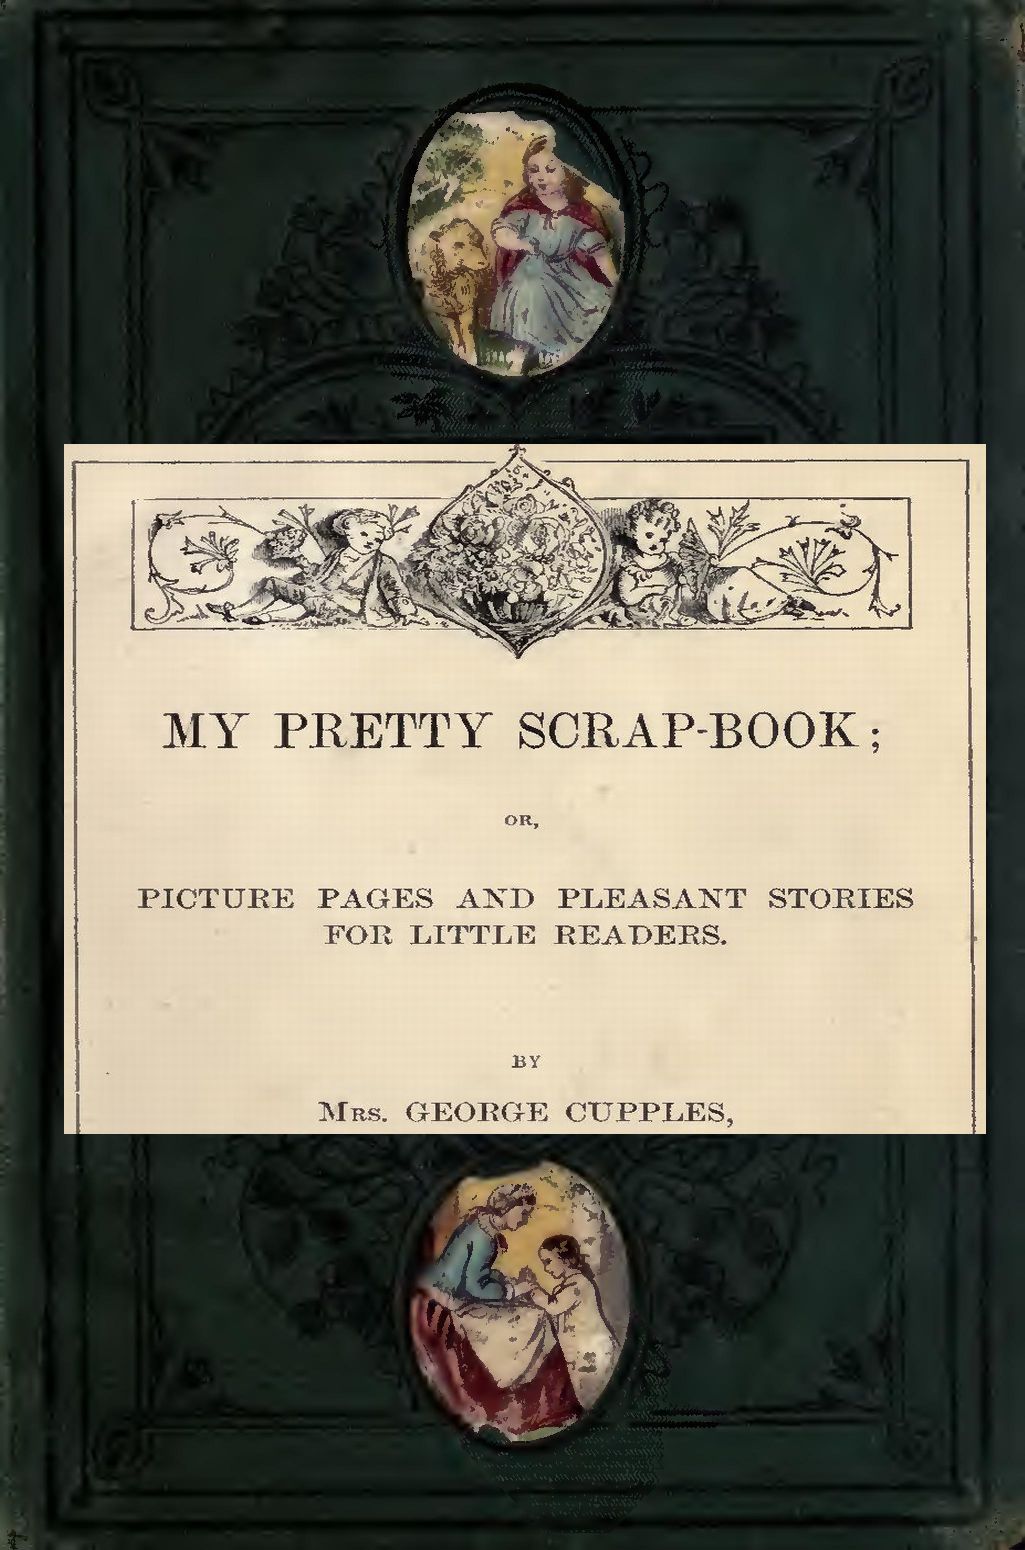 MY PRETTY SCRAP-BOOK;
OR,
PICTURE PAGES AND PLEASANT STORIES
FOR LITTLE READERS.
BY
MRS. GEORGE CUPPLES,